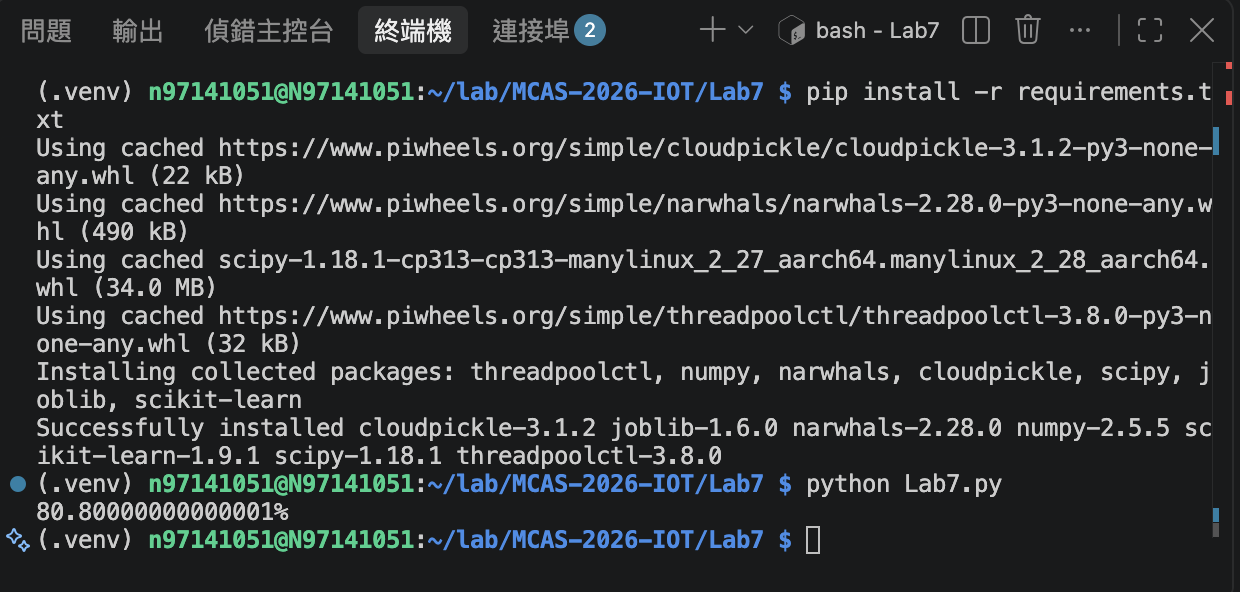 問題 輸出 偵錯主控台 終端機 連接埠 2 bash - Lab7
(.venv) n97141051@N97141051:~/lab/MCAS-2026-IOT/Lab7 $ pip install -r requirements.t
xt
Using cached https://www.piwheels.org/simple/cloudpickle/cloudpickle-3.1.2-py3-none-
any.whl (22 kB)
Using cached https://www.piwheels.org/simple/narwhals/narwhals-2.28.0-py3-none-any.w
hl (490 kB)
Using cached scipy-1.18.1-cp313-cp313-manylinux_2_27_aarch64.manylinux_2_28_aarch64.
whl (34.0 MB)
Using cached https://www.piwheels.org/simple/threadpoolctl/threadpoolctl-3.8.0-py3-n
one-any.whl (32 kB)
Installing collected packages: threadpoolctl, numpy, narwhals, cloudpickle, scipy, j
oblib, scikit-learn
Successfully installed cloudpickle-3.1.2 joblib-1.6.0 narwhals-2.28.0 numpy-2.5.5 sc
ikit-learn-1.9.1 scipy-1.18.1 threadpoolctl-3.8.0
(.venv) n97141051@N97141051:~/lab/MCAS-2026-IOT/Lab7 $ python Lab7.py
80.80000000000001%
(.venv) n97141051@N97141051:~/lab/MCAS-2026-IOT/Lab7 $